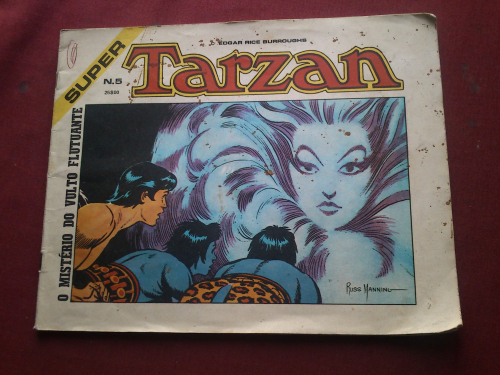 SUPER
EDGAR RICE BURROUGHS
Tarzan
N.5
O MISTÉRIO DO VULTO FLUTUANTE
RUSS MANNING